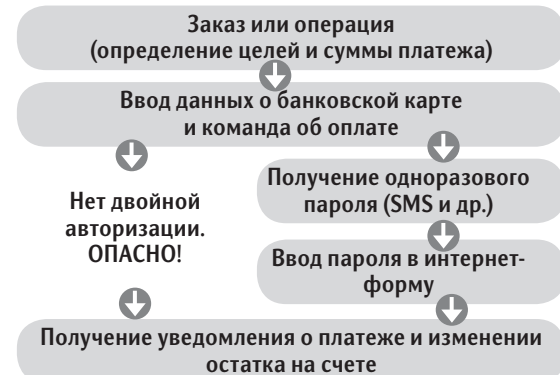 Заказ или операция
(определение целей и суммы платежа)
Ввод данных о банковской карте
и команда об оплате
Нет двойной
авторизации.
ОПАСНО!
Получение одноразового
пароля (SMS и др.)
Ввод пароля в интернет-
форму
Получение уведомления о платеже и изменении
остатка на счете